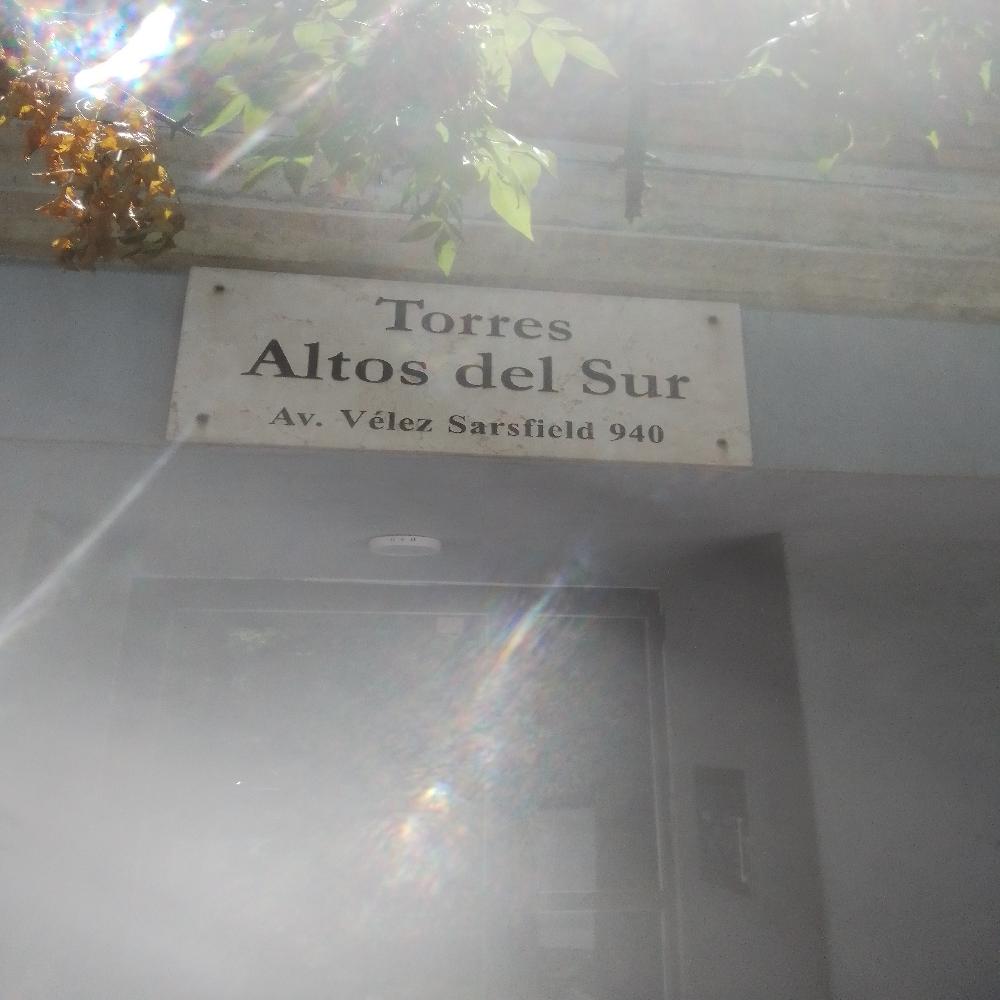 Torres
Altos del Sur
Av. Vélez Sarsfield 940